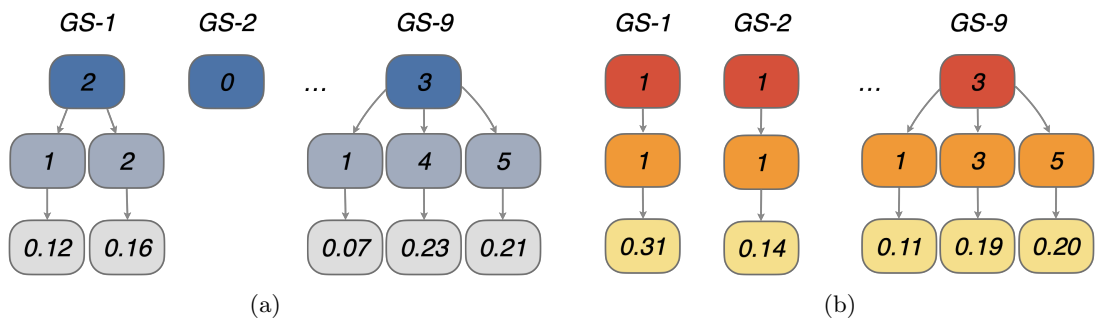 GS-1 GS-2 GS-9 GS-1 GS-2 GS-9
2 0 ... 3 1 1 ... 3
1 2 1 4 5 1 1 1 3 5
0.12 0.16 0.07 0.23 0.21 0.31 0.14 0.11 0.19 0.20
(a) (b)